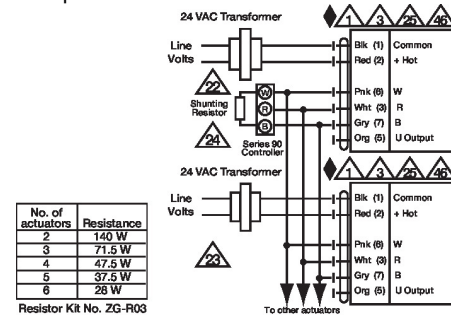 24 VAC Transformer
1 3 25 46
Line
Volts
Blk (1) Common
Red (2) + Hot
22
Shunting
Resistor
24
W
R
B
Series 90
Controller
Pnk (6) W
Wht (3) R
Gry (7) B
Org (5) U Output
24 VAC Transformer
1 3 25 46
Line
Volts
Blk (1) Common
Red (2) + Hot
23
Pnk (6) W
Wht (3) R
Gry (7) B
Org (5) U Output
To other actuators
No. of
actuators Resistance
2 140 W
3 71.5 W
4 47.5 W
5 37.5 W
6 28 W
Resistor Kit No. ZG-R03